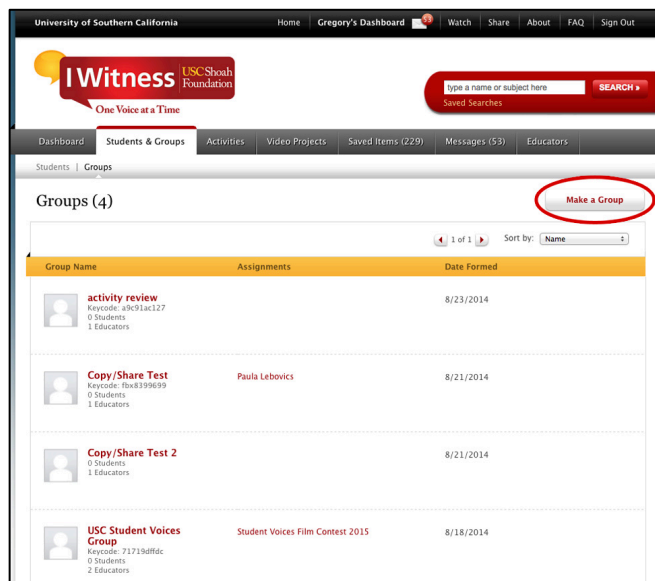 University of Southern California
Home | Gregory's Dashboard 53 | Watch | Share | About | FAQ | Sign Out
IWitness USC Shoah Foundation
One Voice at a Time
type a name or subject here SEARCH »
Saved Searches
Dashboard Students & Groups Activities Video Projects Saved Items (229) Messages (53) Educators
Students | Groups
Groups (4) Make a Group
1 of 1 Sort by: Name
Group Name Assignments Date Formed
activity review 8/23/2014
Keycode: a9c91ac127
0 Students
1 Educators
Copy/Share Test Paula Lebovics 8/21/2014
Keycode: fbx8399699
0 Students
1 Educators
Copy/Share Test 2 8/21/2014
0 Students
1 Educators
USC Student Voices Student Voices Film Contest 2015 8/18/2014
Group
Keycode: 71719dffdc
0 Students
2 Educators